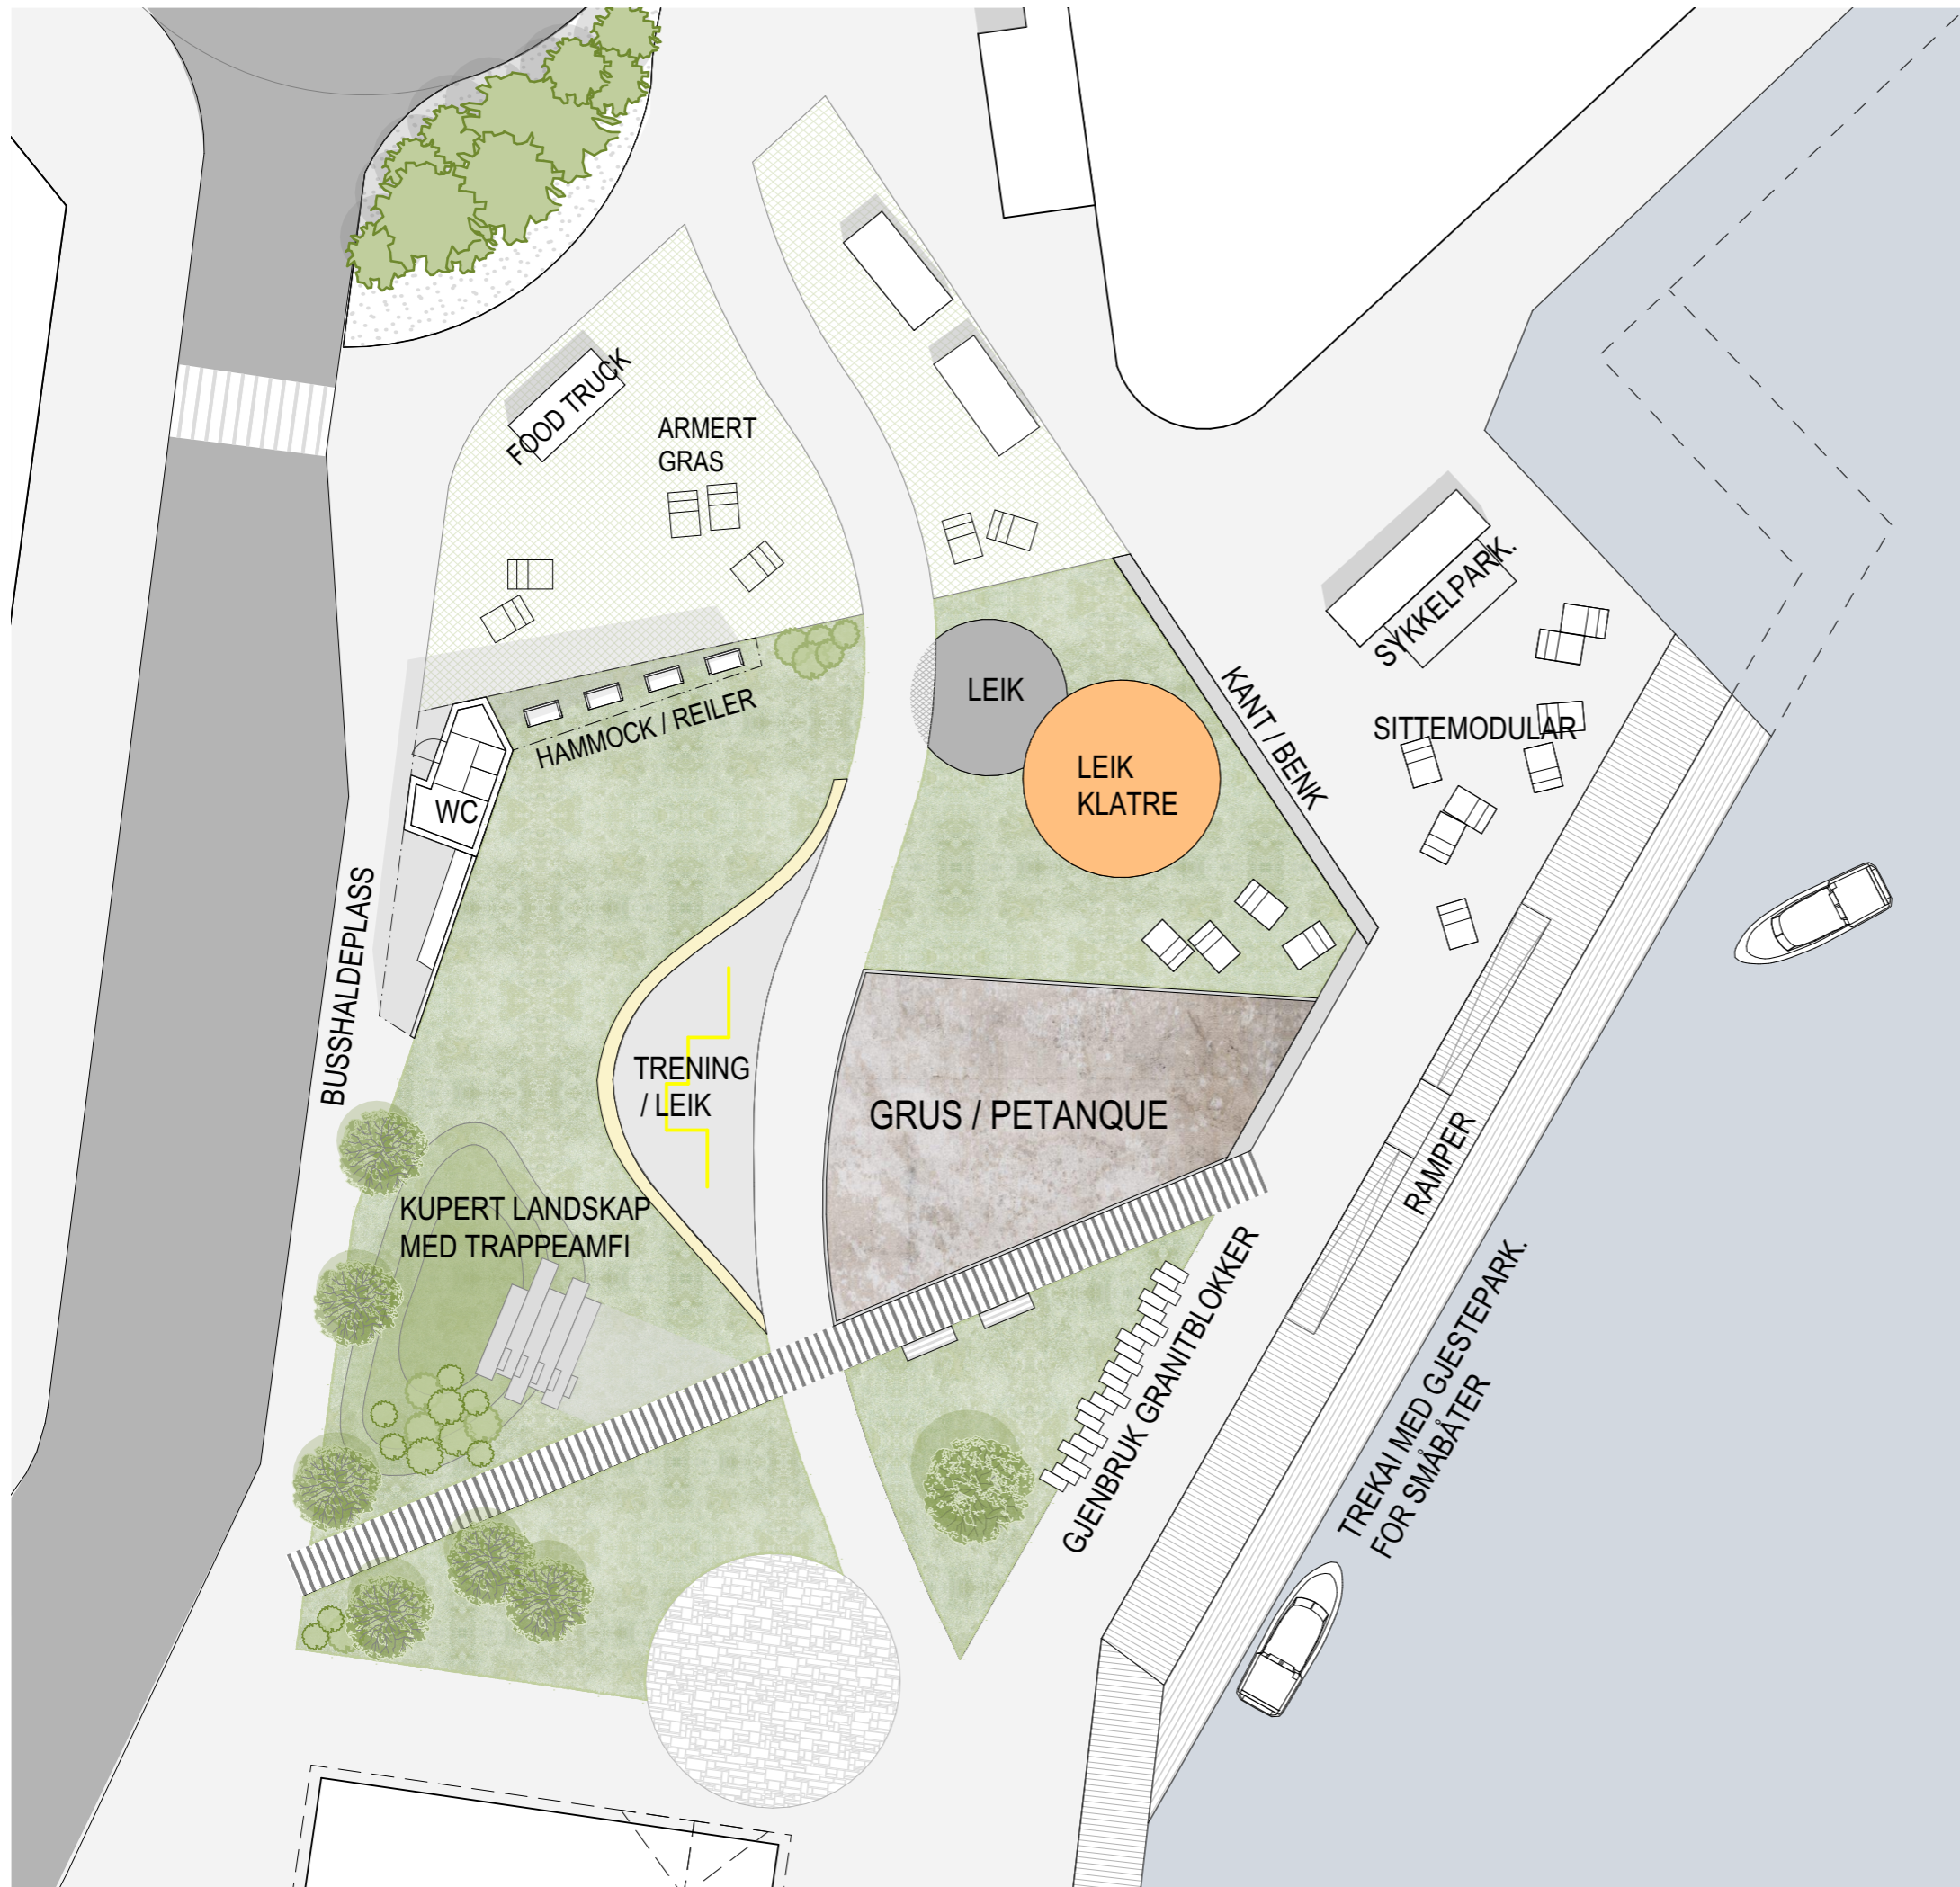 FOOD TRUCK
ARMERT
GRAS
SYKKELPARK.
HAMMOCK / REILER
LEIK
LEIK
KLATRE
KANT / BENK
SITTEMODULAR
WC
BUSSHALDEPLASS
TRENING
/ LEIK
GRUS / PETANQUE
RAMPER
KUPERT LANDSKAP
MED TRAPPEAMFI
GJENBRUK GRANITBLOKKER
TREKAI MED GJESTEPARK.
FOR SMÅBÅTER